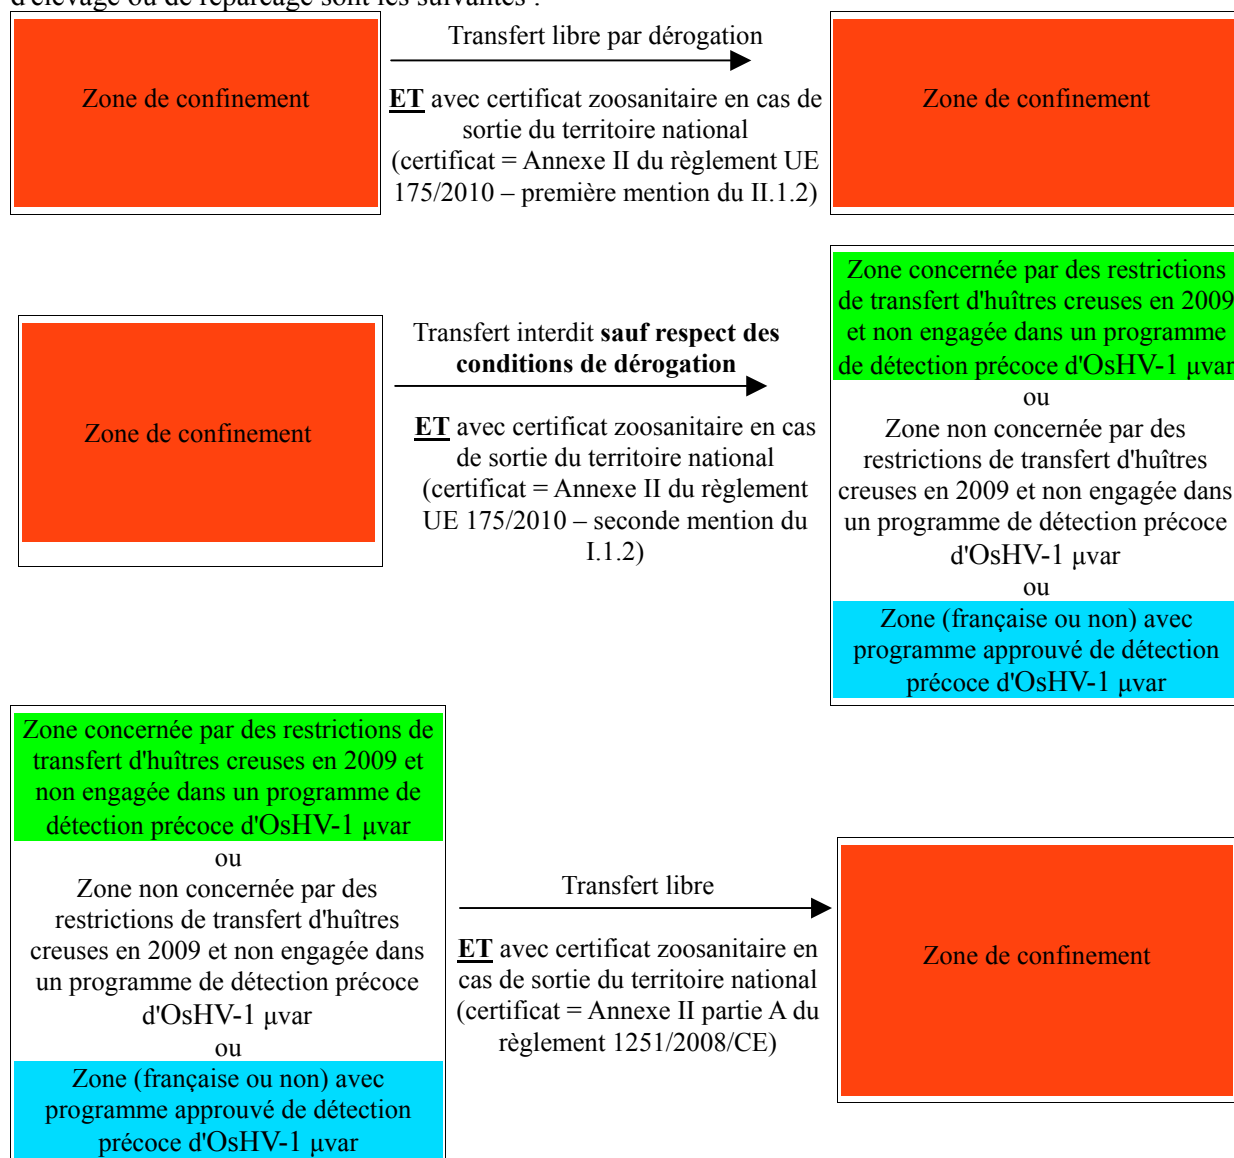 d'élevage ou de reparcage sont les suivantes :
Zone de confinement
Transfert libre par dérogation
ET avec certificat zoosanitaire en cas de
sortie du territoire national
(certificat = Annexe II du règlement UE
175/2010 – première mention du II.1.2)
Zone de confinement
Zone de confinement
Transfert interdit sauf respect des
conditions de dérogation
ET avec certificat zoosanitaire en cas
de sortie du territoire national
(certificat = Annexe II du règlement
UE 175/2010 – seconde mention du
I.1.2)
Zone concernée par des restrictions
de transfert d'huîtres creuses en 2009
et non engagée dans un programme
de détection précoce d'OsHV-1 μvar
ou
Zone non concernée par des
restrictions de transfert d'huîtres
creuses en 2009 et non engagée dans
un programme de détection précoce
d'OsHV-1 μvar
ou
Zone (française ou non) avec
programme approuvé de détection
précoce d'OsHV-1 μvar
Zone concernée par des restrictions de
transfert d'huîtres creuses en 2009 et
non engagée dans un programme de
détection précoce d'OsHV-1 μvar
ou
Zone non concernée par des
restrictions de transfert d'huîtres
creuses en 2009 et non engagée dans
un programme de détection précoce
d'OsHV-1 μvar
ou
Zone (française ou non) avec
programme approuvé de détection
précoce d'OsHV-1 μvar
Transfert libre
ET avec certificat zoosanitaire en
cas de sortie du territoire national
(certificat = Annexe II partie A du
règlement 1251/2008/CE)
Zone de confinement